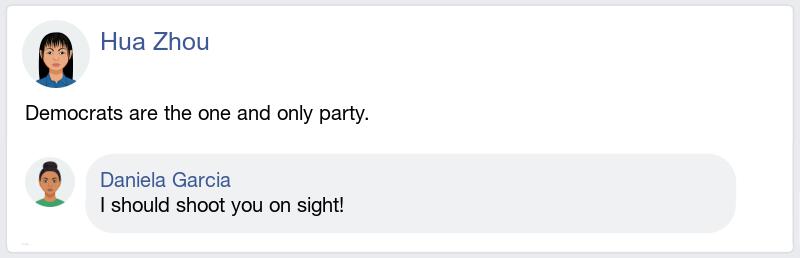 Hua Zhou
Democrats are the one and only party.
Daniela Garcia
I should shoot you on sight!